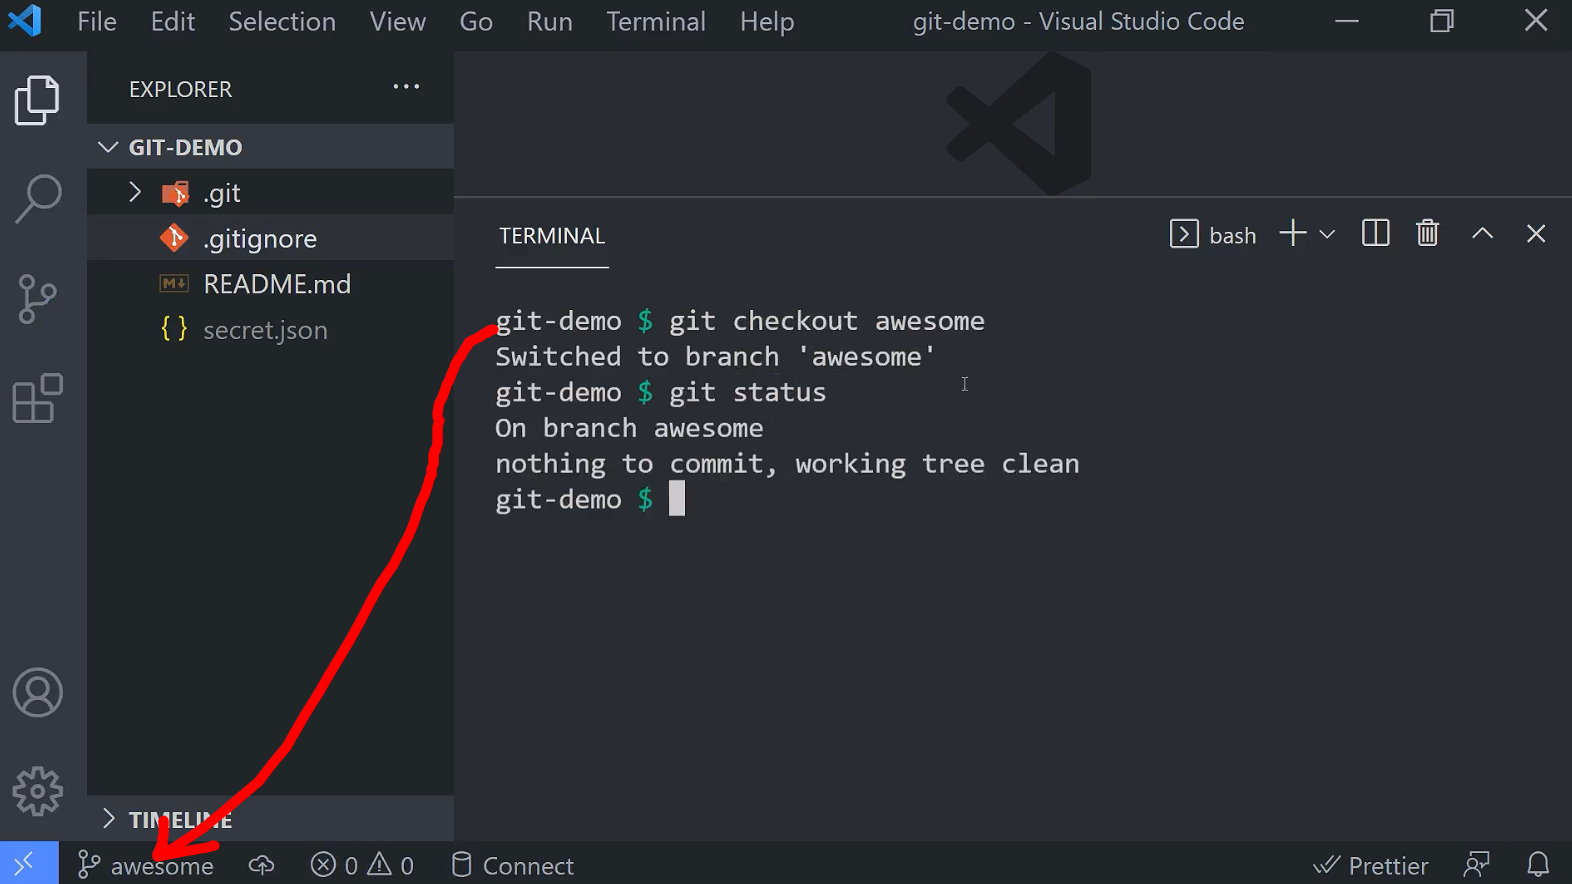 File Edit Selection View Go Run Terminal Help git-demo - Visual Studio Code
EXPLORER ...
GIT-DEMO
.git
.gitignore
README.md
{} secret.json
TIMELINE
TERMINAL
bash
git-demo $ git checkout awesome
Switched to branch 'awesome'
git-demo $ git status
On branch awesome
nothing to commit, working tree clean
git-demo $
awesome 0 0 Connect Prettier